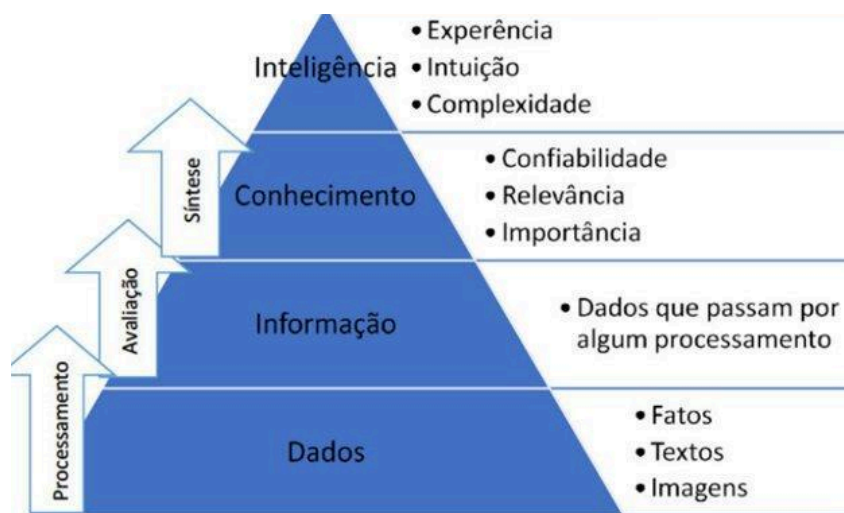 Inteligência
• Experência
• Intuição
• Complexidade
Síntese
Conhecimento
• Confiabilidade
• Relevância
• Importância
Avaliação
Informação
• Dados que passam por
algum processamento
Processamento
Dados
• Fatos
• Textos
• Imagens